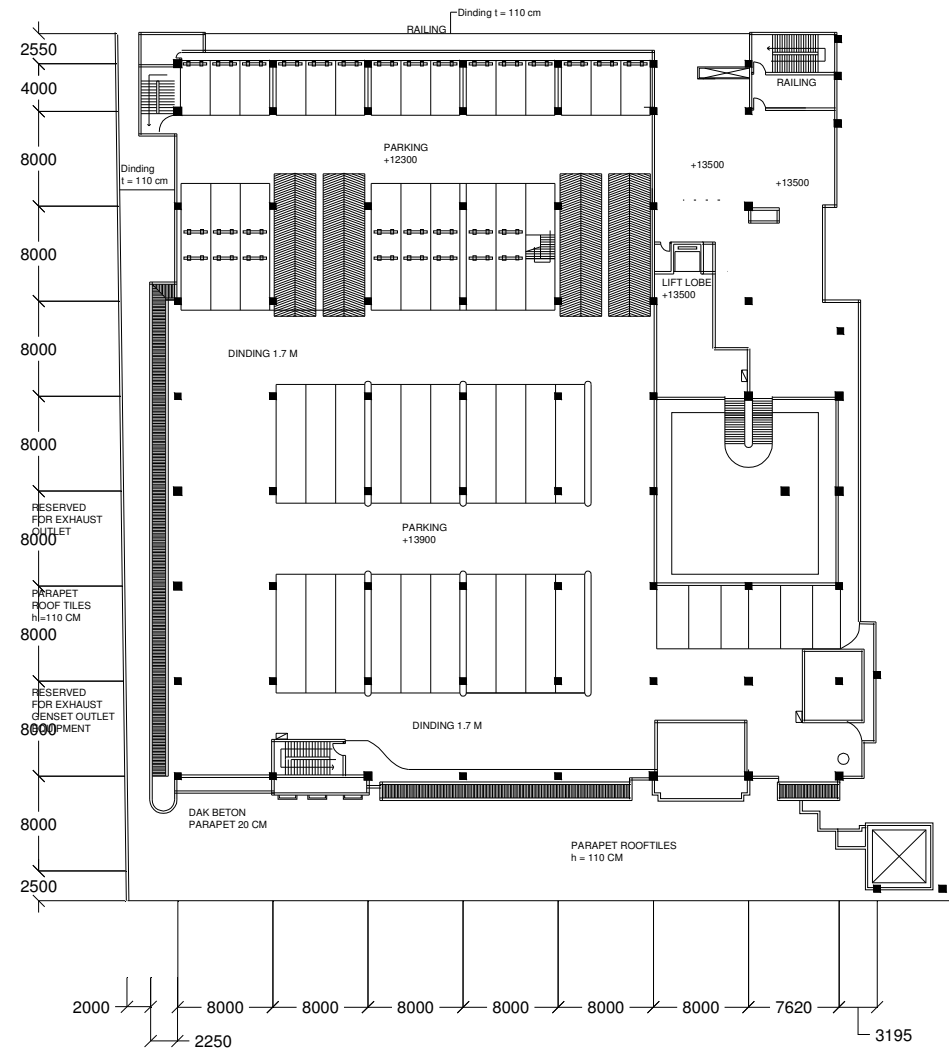 Dinding t = 110 cm
RAILING
2550
4000
RAILING
8000
PARKING
+12300
+13500
Dinding
t = 110 cm
+13500
8000
LIFT LOBE
+13500
8000
DINDING 1.7 M
8000
RESERVED
FOR EXHAUST
OUTLET
PARKING
+13900
8000
PARAPET
ROOF TILES
h =110 CM
8000
RESERVED
FOR EXHAUST
GENSET OUTLET
EQUIPMENT
8000
DINDING 1.7 M
8000
DAK BETON
PARAPET 20 CM
PARAPET ROOFTILES
h = 110 CM
2500
2000
8000
8000
8000
8000
8000
8000
7620
2250
3195